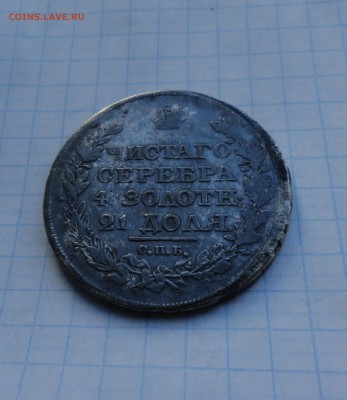 COINS.LAVE.RU
ЧИСТАГО
СЕРЕБРА
4 ЗОЛОТН.
21 ДОЛЯ.
С.П.Б.